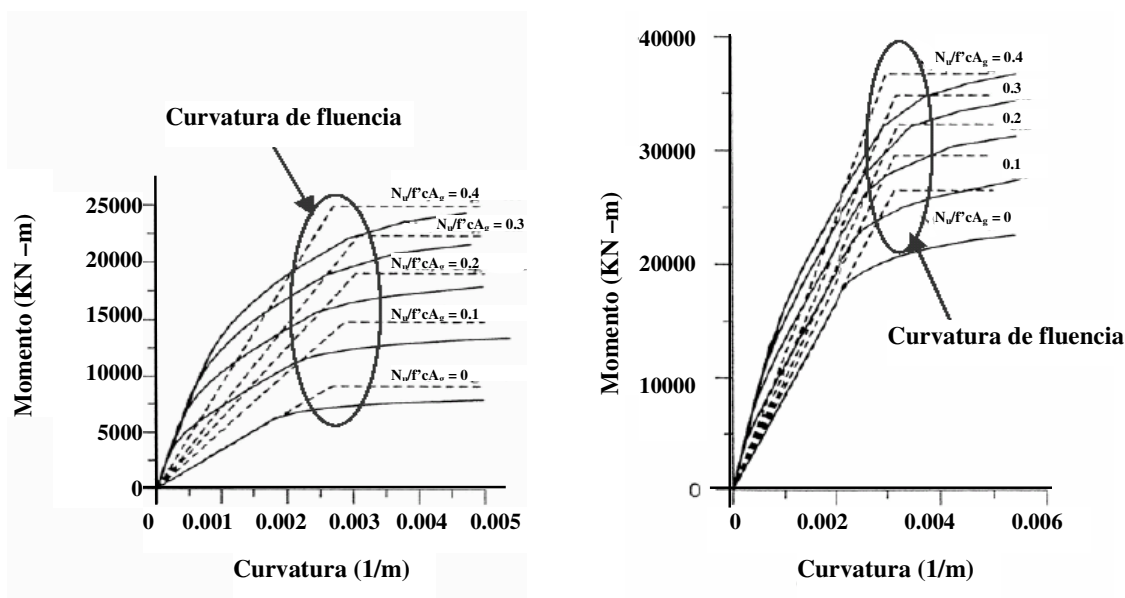 Curvatura de fluencia
Momento (KN –m)
25000
20000
15000
10000
5000
0
Nᵤ/f'cAg = 0.4
Nᵤ/f'cAg = 0.3
Nᵤ/f'cAg = 0.2
Nᵤ/f'cAg = 0.1
Nᵤ/f'cAg = 0
0 0.001 0.002 0.003 0.004 0.005
Curvatura (1/m)
Momento (KN –m)
40000
30000
20000
10000
0
Nᵤ/f'cAg = 0.4
0.3
0.2
0.1
Nᵤ/f'cAg = 0
Curvatura de fluencia
0 0.002 0.004 0.006
Curvatura (1/m)